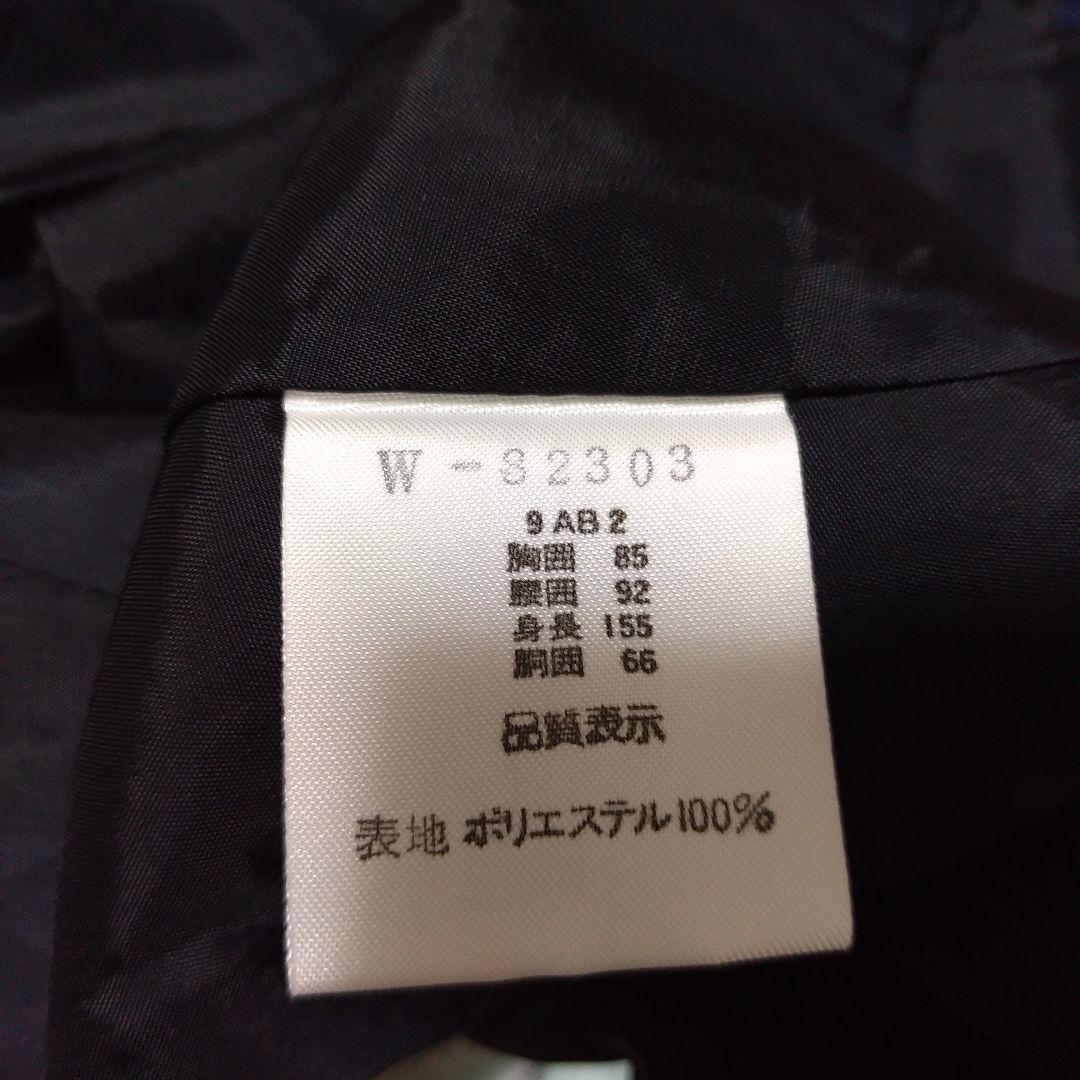 W-82303
9AB2
胸囲 85
腰囲 92
身長 155
胴囲 66
品質表示
表地 ポリエステル100%